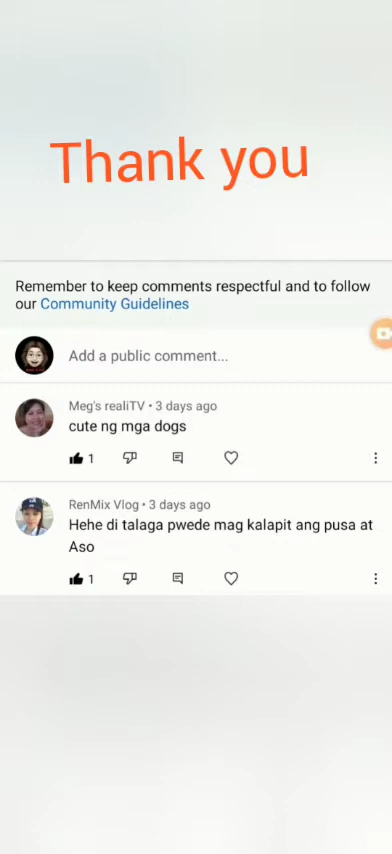 Thank you
Remember to keep comments respectful and to follow
our Community Guidelines
Add a public comment...
Meg's realiTV • 3 days ago
cute ng mga dogs
1
RenMix Vlog • 3 days ago
Hehe di talaga pwede mag kalapit ang pusa at
Aso
1